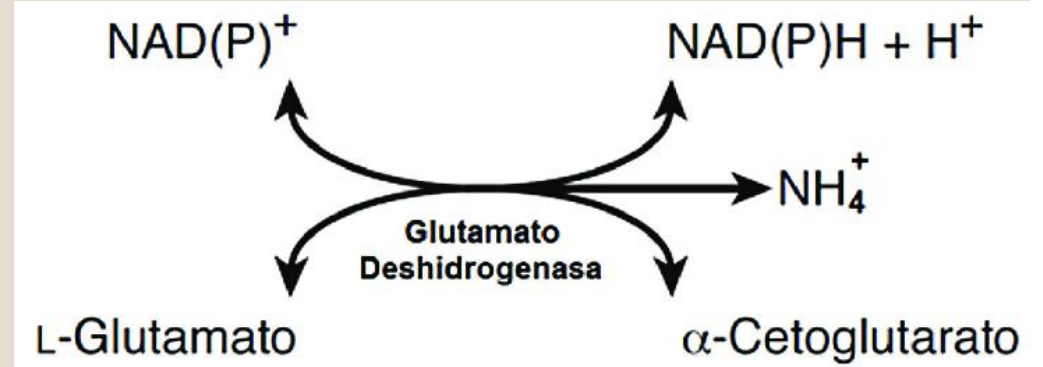 NAD(P)⁺
NAD(P)H + H⁺
NH₄⁺
Glutamato
Deshidrogenasa
L-Glutamato
α-Cetoglutarato